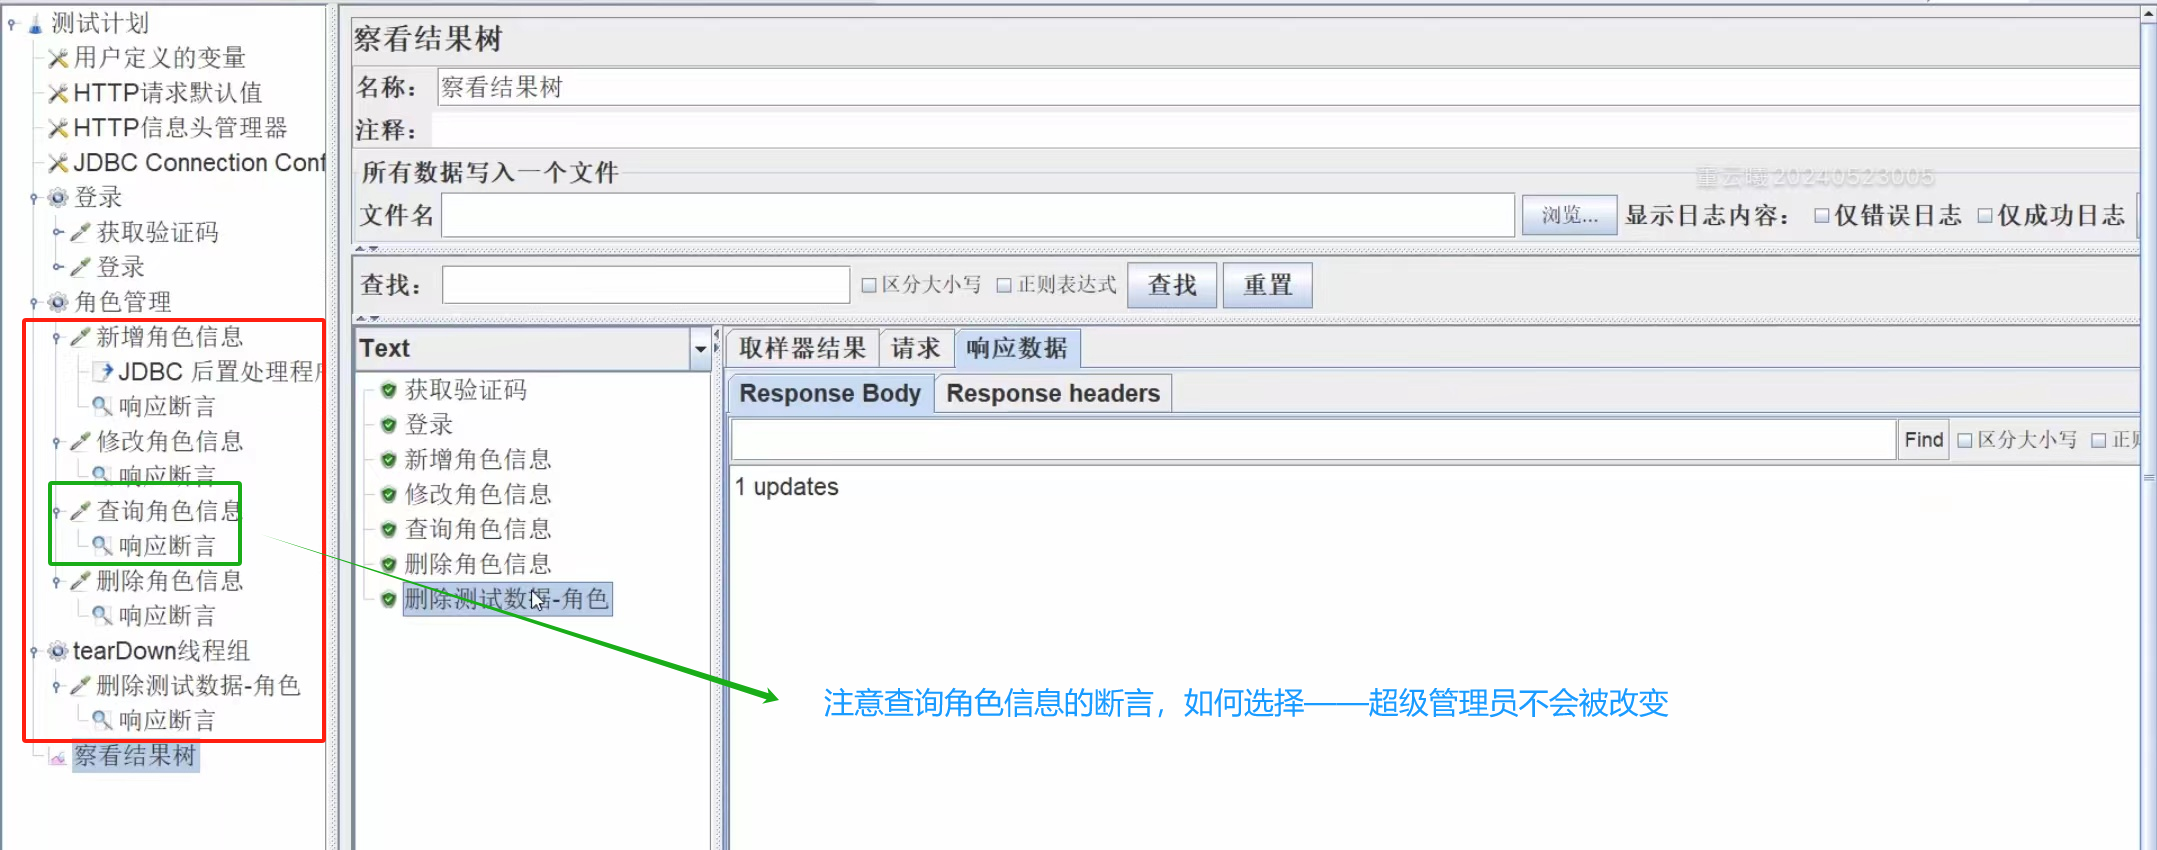 测试计划
用户定义的变量
HTTP请求默认值
HTTP信息头管理器
JDBC Connection Conf
登录
获取验证码
登录
角色管理
新增角色信息
JDBC 后置处理程序
响应断言
修改角色信息
响应断言
查询角色信息
响应断言
删除角色信息
响应断言
tearDown线程组
删除测试数据-角色
响应断言
察看结果树
察看结果树
名称： 察看结果树
注释：
所有数据写入一个文件
重云曦20240523005
文件名 浏览... 显示日志内容： 仅错误日志 仅成功日志
查找： 区分大小写 正则表达式 查找 重置
Text
获取验证码
登录
新增角色信息
修改角色信息
查询角色信息
删除角色信息
删除测试数据-角色
取样器结果 请求 响应数据
Response Body Response headers
Find 区分大小写 正则
1 updates
注意查询角色信息的断言，如何选择——超级管理员不会被改变